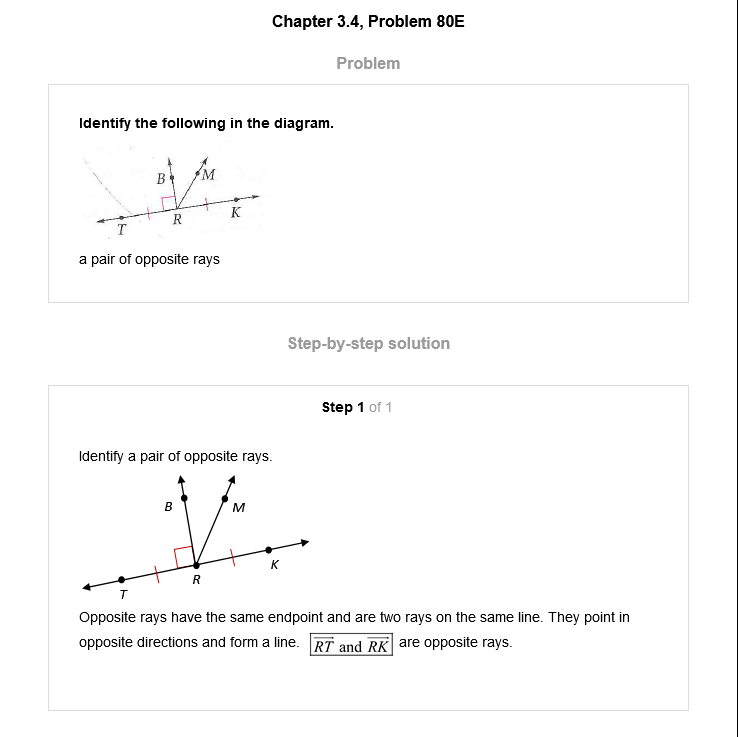 Chapter 3.4, Problem 80E
Problem
Identify the following in the diagram.
B
M
T
R
K
a pair of opposite rays
Step-by-step solution
Step 1 of 1
Identify a pair of opposite rays.
B
M
T
R
K
Opposite rays have the same endpoint and are two rays on the same line. They point in
opposite directions and form a line. RT and RK are opposite rays.